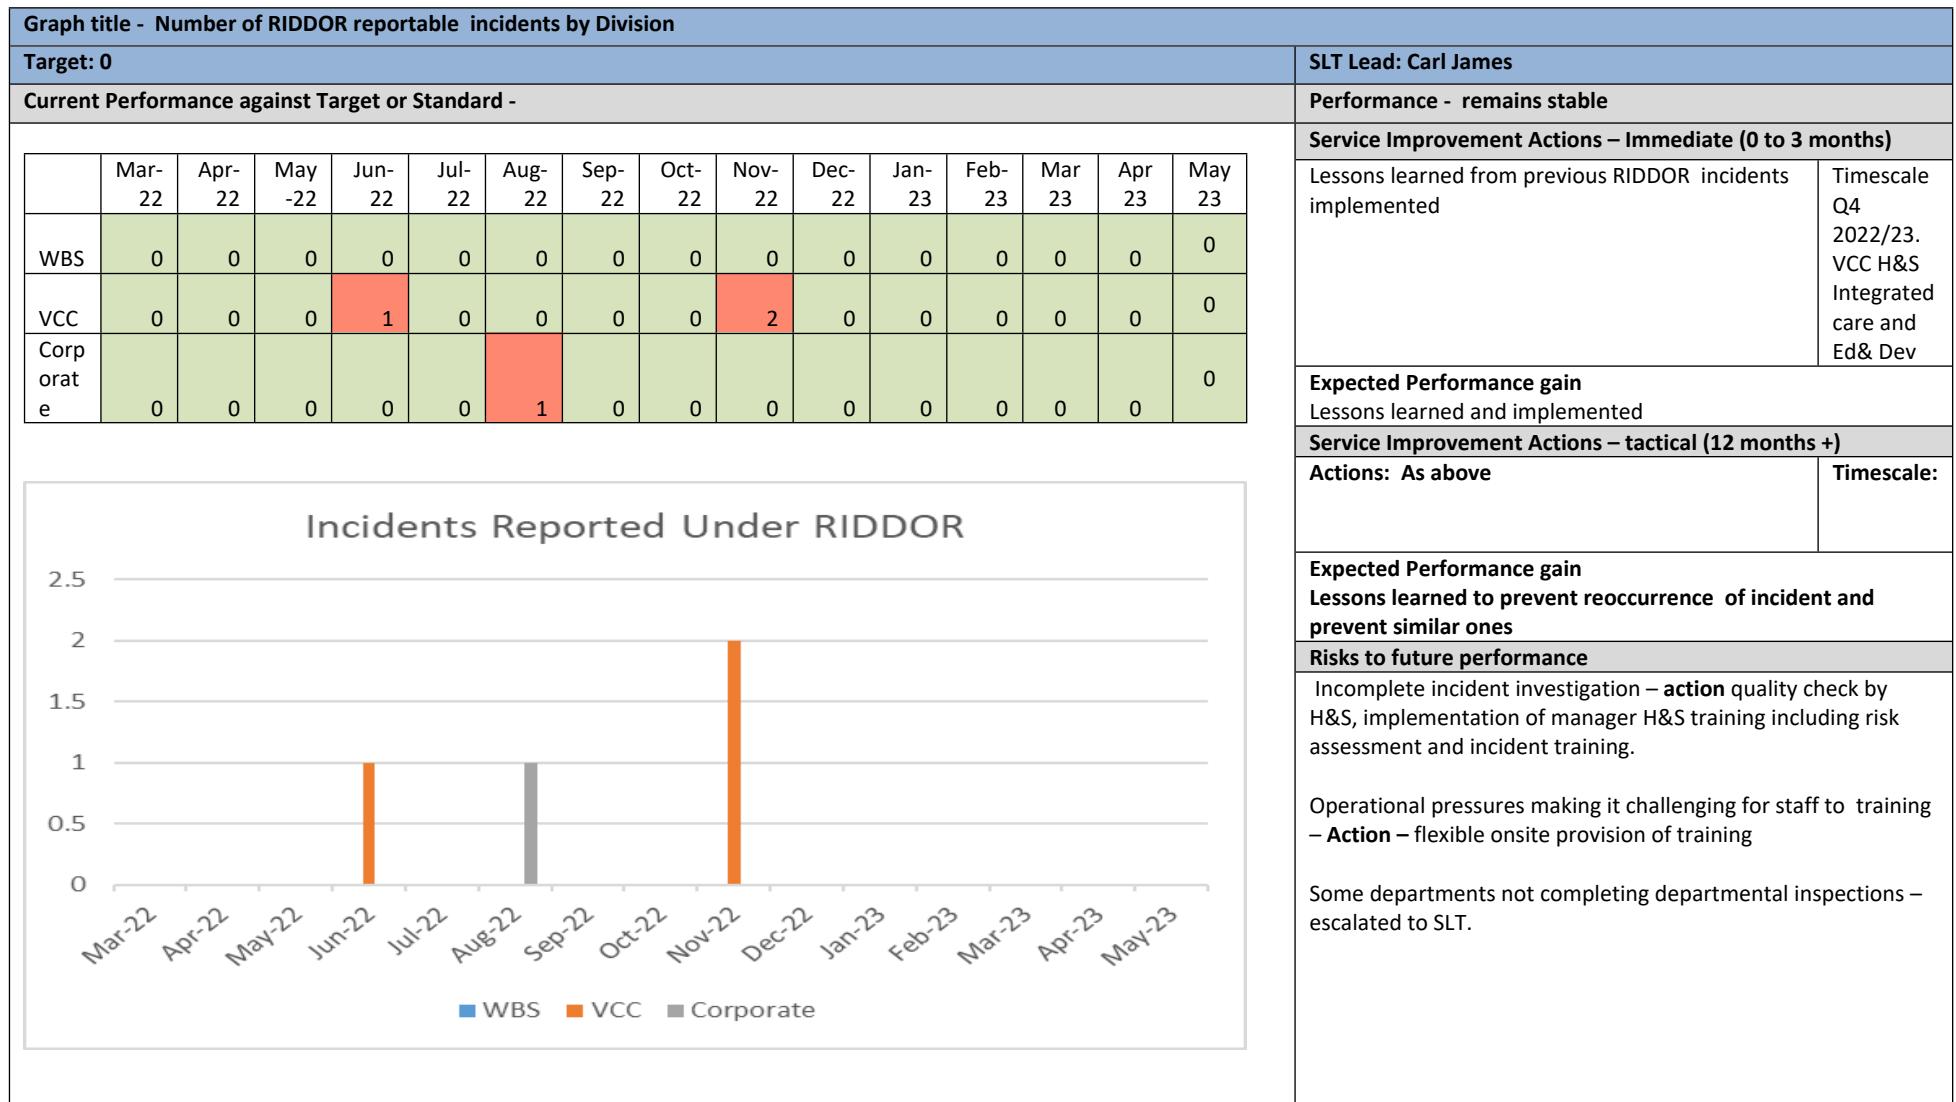 Graph title - Number of RIDDOR reportable incidents by Division
Target: 0
SLT Lead: Carl James
Current Performance against Target or Standard -
Performance - remains stable
Mar-22 Apr-22 May-22 Jun-22 Jul-22 Aug-22 Sep-22 Oct-22 Nov-22 Dec-22 Jan-23 Feb-23 Mar 23 Apr 23 May 23
WBS 0 0 0 0 0 0 0 0 0 0 0 0 0 0 0
VCC 0 0 0 1 0 0 0 0 2 0 0 0 0 0 0
Corporate 0 0 0 0 0 1 0 0 0 0 0 0 0 0 0
Incidents Reported Under RIDDOR
2.5
2
1.5
1
0.5
0
Mar-22 Apr-22 May-22 Jun-22 Jul-22 Aug-22 Sep-22 Oct-22 Nov-22 Dec-22 Jan-23 Feb-23 Mar-23 Apr-23 May-23
WBS VCC Corporate
Service Improvement Actions – Immediate (0 to 3 months)
Lessons learned from previous RIDDOR incidents
implemented
Timescale
Q4
2022/23.
VCC H&S
Integrated
care and
Ed& Dev
Expected Performance gain
Lessons learned and implemented
Service Improvement Actions – tactical (12 months +)
Actions: As above
Timescale:
Expected Performance gain
Lessons learned to prevent reoccurrence of incident and
prevent similar ones
Risks to future performance
Incomplete incident investigation – action quality check by
H&S, implementation of manager H&S training including risk
assessment and incident training.
Operational pressures making it challenging for staff to training
– Action – flexible onsite provision of training
Some departments not completing departmental inspections –
escalated to SLT.